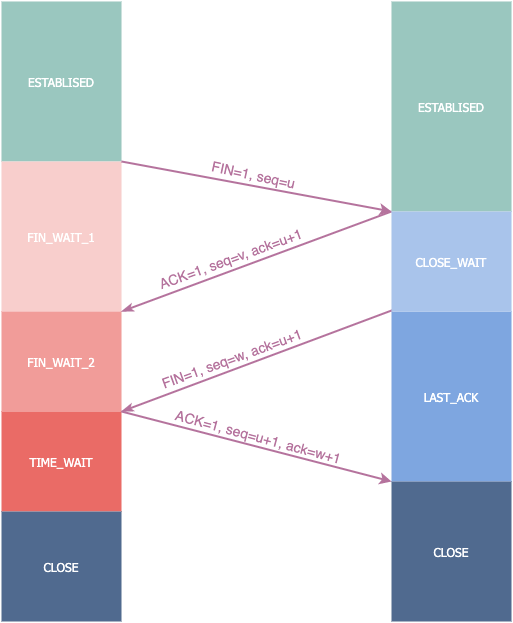 ESTABLISED
ESTABLISED
FIN=1, seq=u
FIN_WAIT_1
ACK=1, seq=v, ack=u+1
CLOSE_WAIT
FIN_WAIT_2
FIN=1, seq=w, ack=u+1
LAST_ACK
ACK=1, seq=u+1, ack=w+1
TIME_WAIT
CLOSE
CLOSE